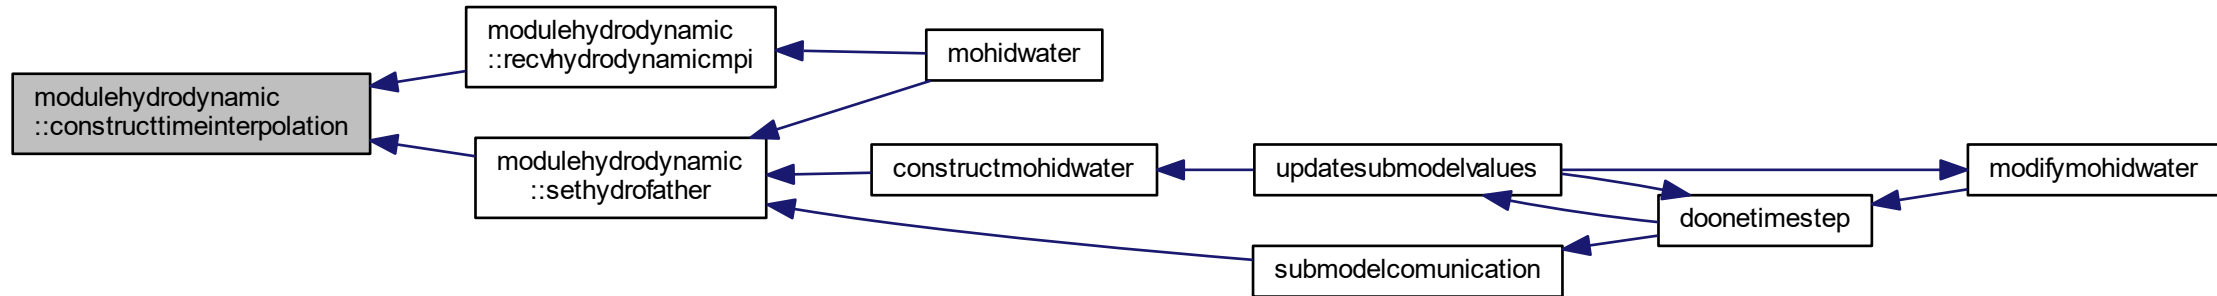 modulehydrodynamic
::constructtimeinterpolation
modulehydrodynamic
::recvhydrodynamicmpi
mohidwater
modulehydrodynamic
::sethydrofather
constructmohidwater
updatesubmodelvalues
modifymohidwater
doonetimestep
submodelcomunication